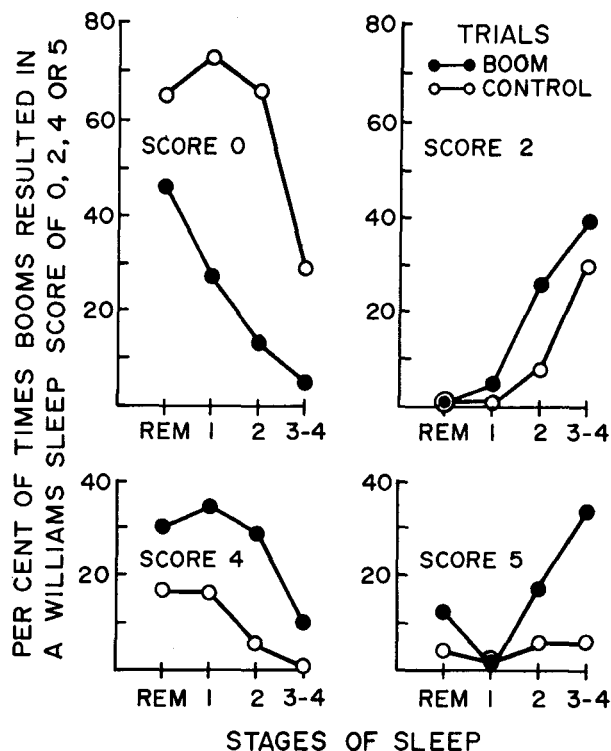 PER CENT OF TIMES BOOMS RESULTED IN
A WILLIAMS SLEEP SCORE OF 0, 2, 4 OR 5
80
60
40
20
SCORE 0
REM 1 2 3-4
80
60
40
20
TRIALS
BOOM
CONTROL
SCORE 2
REM 1 2 3-4
40
20
SCORE 4
REM 1 2 3-4
40
20
SCORE 5
REM 1 2 3-4
STAGES OF SLEEP